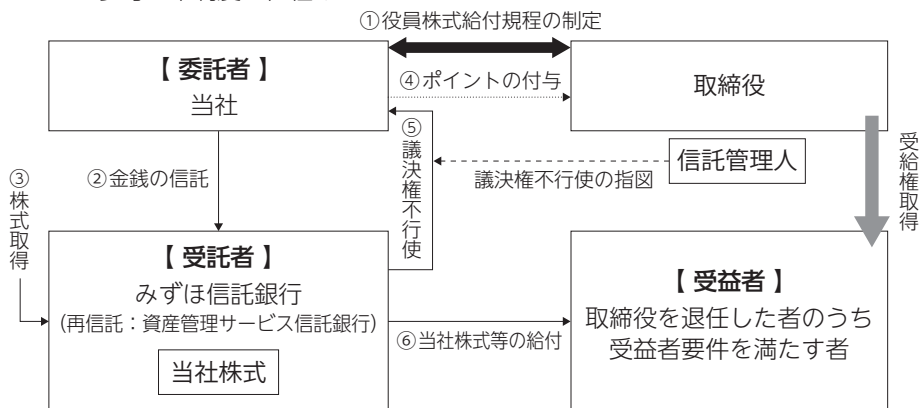 ①役員株式給付規程の制定
【 委託者 】
当社
④ポイントの付与
取締役
⑤議決権不行使
信託管理人
議決権不行使の指図
受給権取得
②金銭の信託
③株式取得
【 受託者 】
みずほ信託銀行
(再信託：資産管理サービス信託銀行)
当社株式
⑥当社株式等の給付
【 受益者 】
取締役を退任した者のうち
受益者要件を満たす者